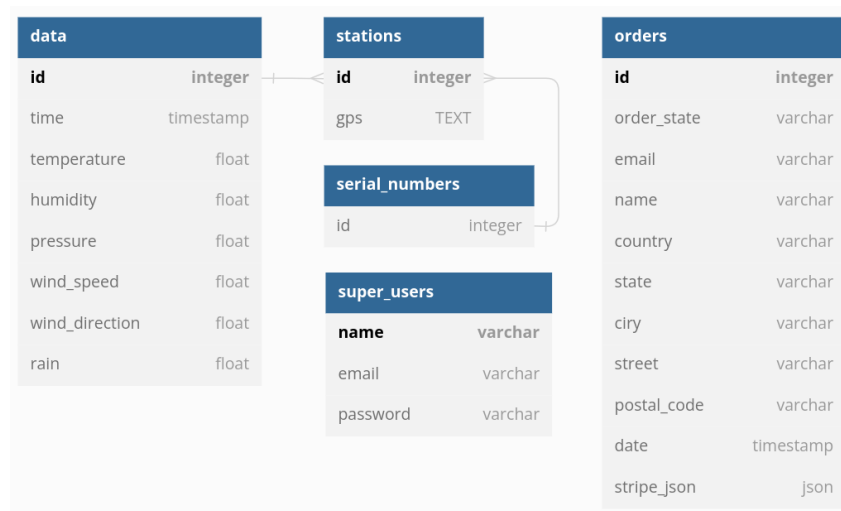 data
id integer
time timestamp
temperature float
humidity float
pressure float
wind_speed float
wind_direction float
rain float
stations
id integer
gps TEXT
serial_numbers
id integer
super_users
name varchar
email varchar
password varchar
orders
id integer
order_state varchar
email varchar
name varchar
country varchar
state varchar
ciry varchar
street varchar
postal_code varchar
date timestamp
stripe_json json